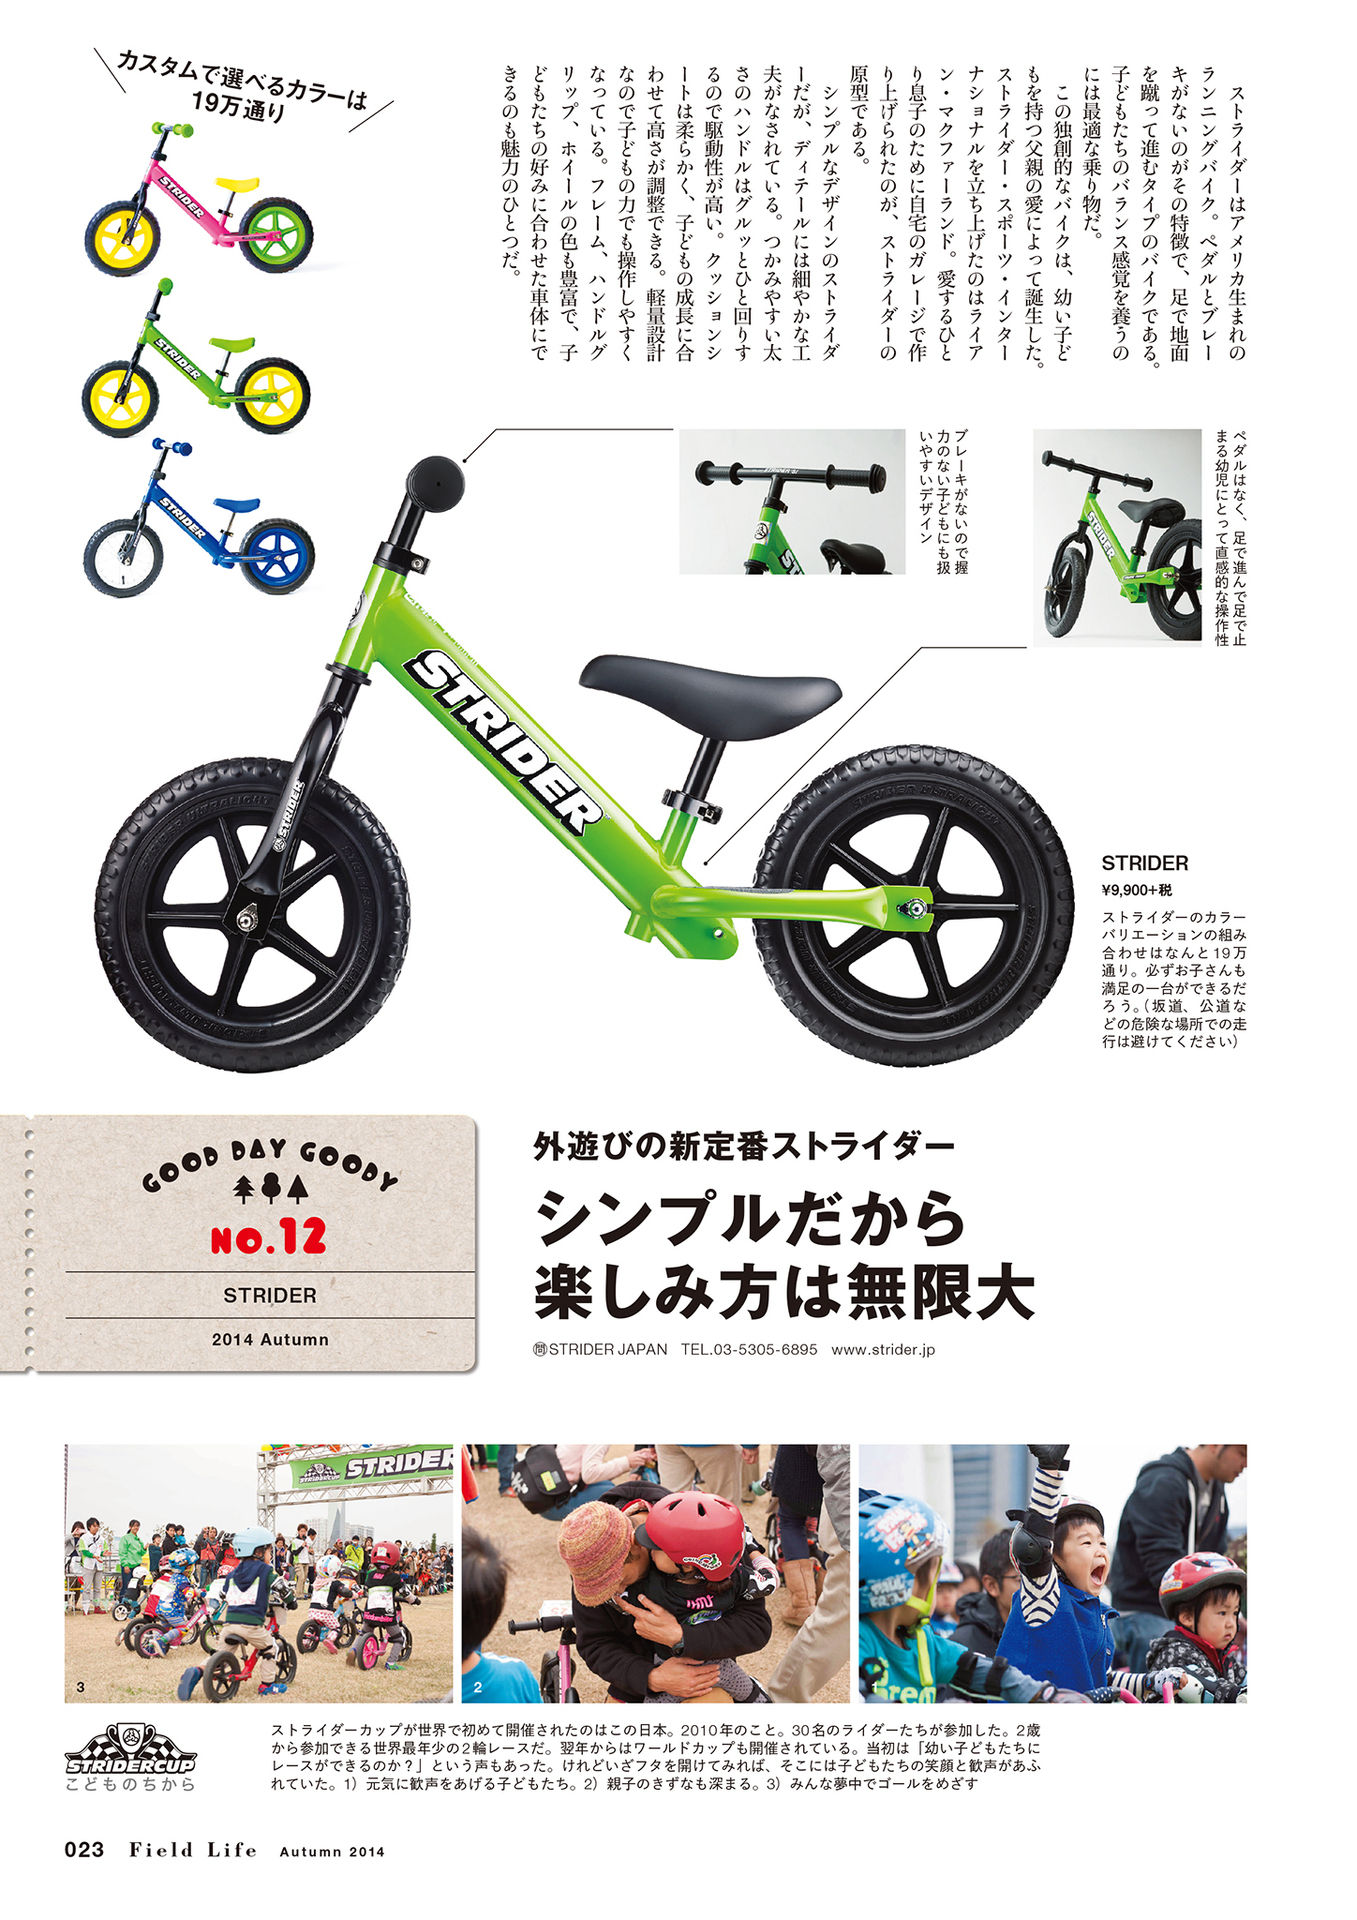 カスタムで選べるカラーは
19万通り
ストライダーはアメリカ生まれの
ランニングバイク。ペダルとブレー
キがないのがその特徴で、足で地面
を蹴って進むタイプのバイクである。
子どもたちのバランス感覚を養うの
には最適な乗り物だ。
この独創的なバイクは、幼い子ど
もを持つ父親の愛によって誕生した。
ストライダー・スポーツ・インター
ナショナルを立ち上げたのはライア
ン・マクファーランド。愛するひと
り息子のために自宅のガレージで作
り上げられたのが、ストライダーの
原型である。
シンプルなデザインのストライダ
ーだが、ディテールには細やかな工
夫がなされている。つかみやすい太
さのハンドルはグルッとひと回りす
るので駆動性が高い。クッションシ
ートは柔らかく、子どもの成長に合
わせて高さが調整できる。軽量設計
なので子どもの力でも操作しやすく
なっている。フレーム、ハンドルグ
リップ、ホイールの色も豊富で、子
どもたちの好みに合わせた車体にで
きるのも魅力のひとつだ。
STRIDER
STRIDER
STRIDER
ペダルはなく、足で進んで足で止
まる幼児にとって直感的な操作性
ブレーキがないので握
力のない子どもにも扱
いやすいデザイン
STRIDER
STRIDER
STRIDER
STRIDER
¥9,900+税
ストライダーのカラー
バリエーションの組み
合わせはなんと19万
通り。必ずお子さんも
満足の一台ができるだ
ろう。（坂道、公道な
どの危険な場所での走
行は避けてください）
GOOD DAY GOODY
NO.12
STRIDER
2014 Autumn
外遊びの新定番ストライダー
シンプルだから
楽しみ方は無限大
㉄STRIDER JAPAN TEL.03-5305-6895 www.strider.jp
STRIDERCUP
STRIDER
3
2
1
STRIDERCUP
こどものちから
ストライダーカップが世界で初めて開催されたのはこの日本。2010年のこと。30名のライダーたちが参加した。2歳
から参加できる世界最年少の2輪レースだ。翌年からはワールドカップも開催されている。当初は「幼い子どもたちに
レースができるのか？」という声もあった。けれどいざフタを開けてみれば、そこには子どもたちの笑顔と歓声があふ
れていた。1）元気に歓声をあげる子どもたち。2）親子のきずなも深まる。3）みんな夢中でゴールをめざす
023 Field Life Autumn 2014